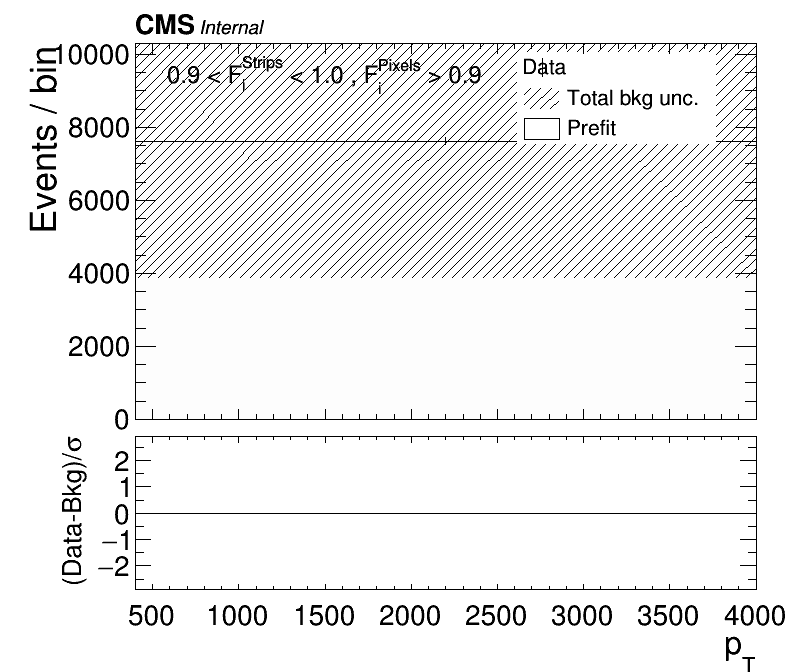 CMS Internal
Events / bin
10000
8000
6000
4000
2000
0
0.9 < F_i^Strips < 1.0 , F_i^Pixels > 0.9
Data
Total bkg unc.
Prefit
(Data-Bkg)/σ
2
1
0
−1
−2
500 1000 1500 2000 2500 3000 3500 4000
p_T